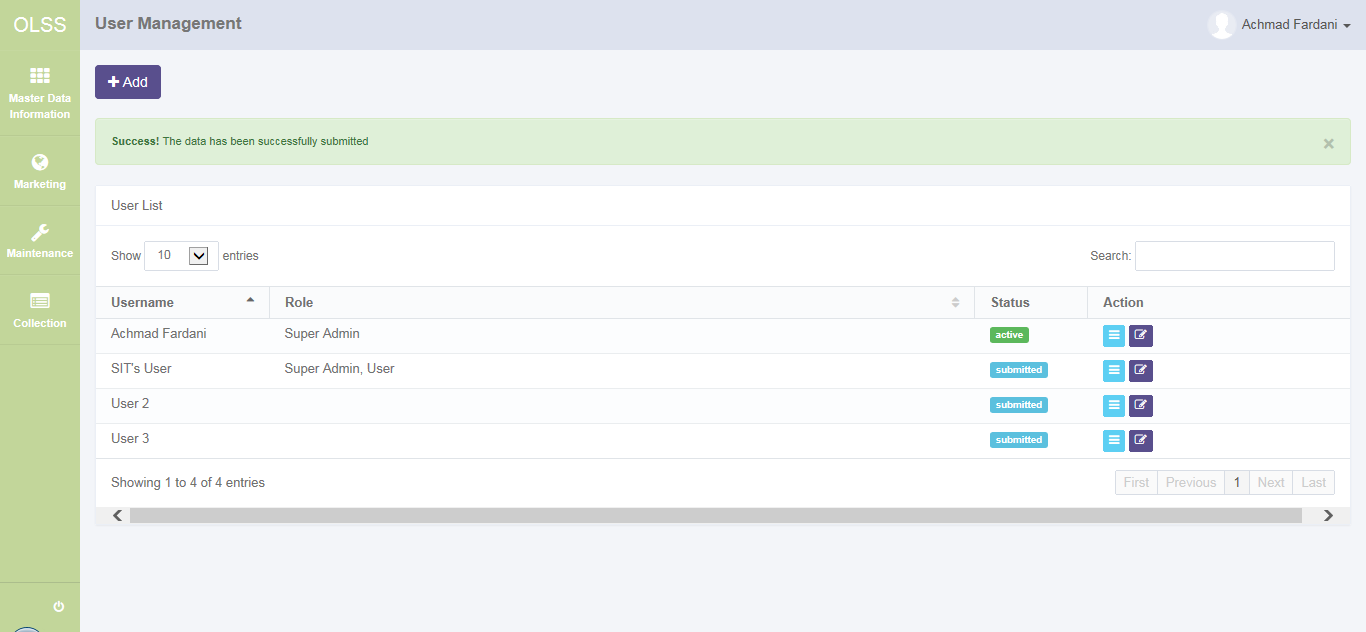 OLSS
User Management
Achmad Fardani
Master Data
Information
Marketing
Maintenance
Collection
Add
Success! The data has been successfully submitted
×
User List
Show 10 entries
Search:
Username Role Status Action
Achmad Fardani Super Admin active
SIT's User Super Admin, User submitted
User 2 submitted
User 3 submitted
Showing 1 to 4 of 4 entries
First Previous 1 Next Last